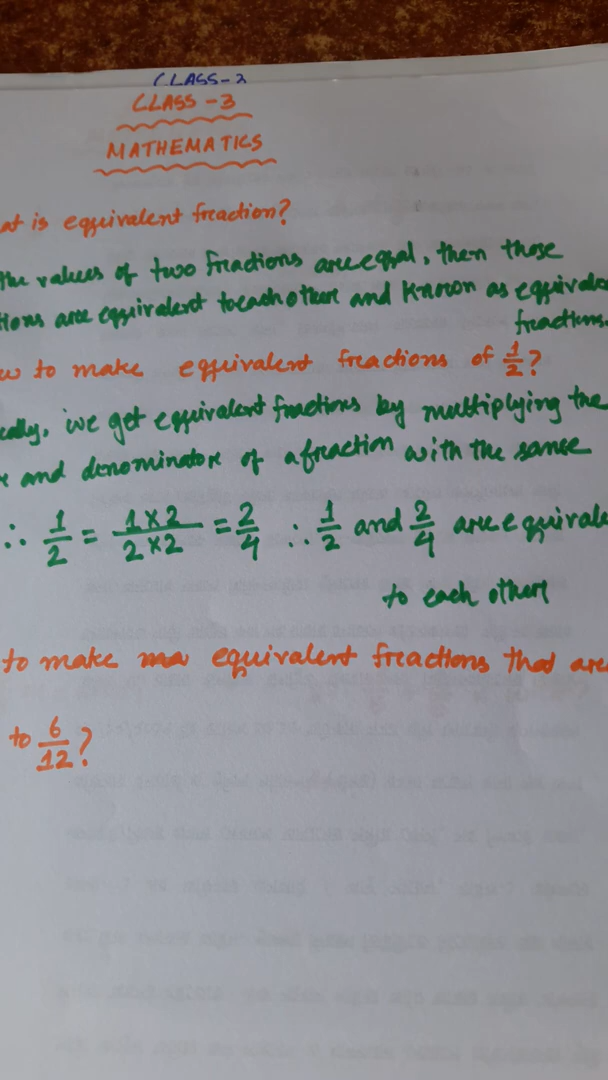 CLASS-2
CLASS-3
MATHEMATICS
at is equivalent fraction?
the values of two fractions are equal, then those
tions are equivalent to each other and known as equivale
fractions.
w to make equivalent fractions of 1/2?
cally, we get equivalent fractions by multiplying the
r and denominator of a fraction with the same
∴ 1/2 = 1×2/2×2 = 2/4 ∴ 1/2 and 2/4 are equivale
to each other
to make ma equivalent fractions that are
to 6/12?